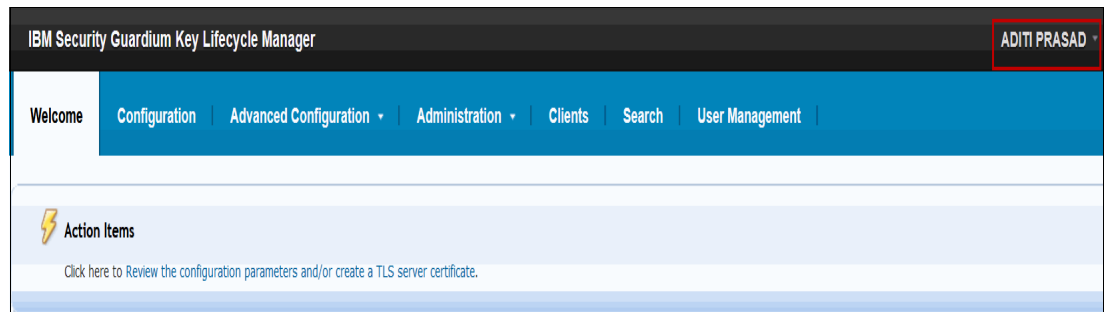 IBM Security Guardium Key Lifecycle Manager ADITI PRASAD
Welcome Configuration Advanced Configuration Administration Clients Search User Management
Action Items
Click here to Review the configuration parameters and/or create a TLS server certificate.